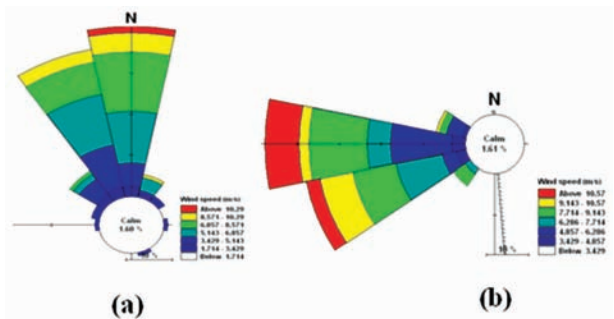 N
Calm
1.60 %
Wind speed (m/s)
Above 10.29
8.571 - 10.29
6.857 - 8.571
5.143 - 6.857
3.429 - 5.143
1.714 - 3.429
Below 1.714
(a)
N
Calm
1.61 %
Wind speed (m/s)
Above 10.57
9.143 - 10.57
7.714 - 9.143
6.286 - 7.714
4.857 - 6.286
3.429 - 4.857
Below 3.429
(b)